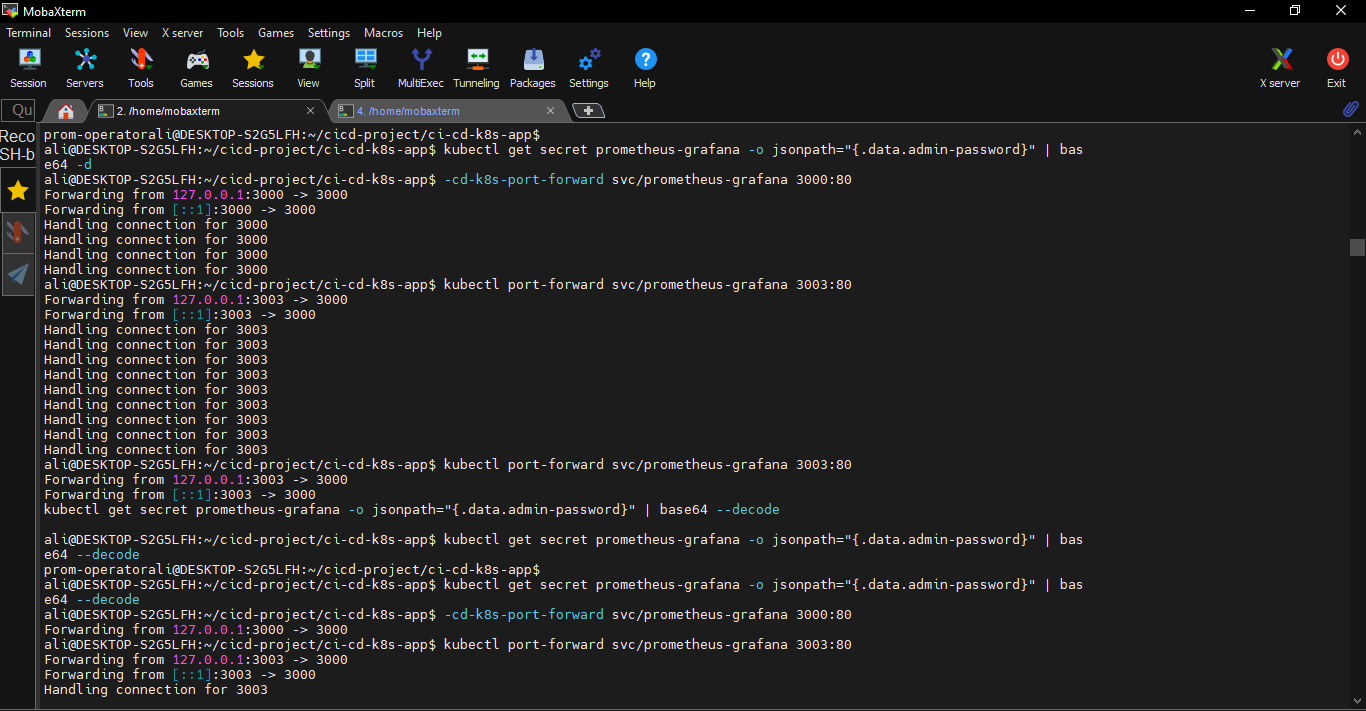 MobaXterm
Terminal Sessions View X server Tools Games Settings Macros Help
Session Servers Tools Games Sessions View Split MultiExec Tunneling Packages Settings Help X server Exit
Qu
2. /home/mobaxterm
4. /home/mobaxterm
Reco
SH-b
prom-operatorali@DESKTOP-S2G5LFH:~/cicd-project/ci-cd-k8s-app$
ali@DESKTOP-S2G5LFH:~/cicd-project/ci-cd-k8s-app$ kubectl get secret prometheus-grafana -o jsonpath="{.data.admin-password}" | bas
e64 -d
ali@DESKTOP-S2G5LFH:~/cicd-project/ci-cd-k8s-app$ -cd-k8s-port-forward svc/prometheus-grafana 3000:80
Forwarding from 127.0.0.1:3000 -> 3000
Forwarding from [::1]:3000 -> 3000
Handling connection for 3000
Handling connection for 3000
Handling connection for 3000
Handling connection for 3000
ali@DESKTOP-S2G5LFH:~/cicd-project/ci-cd-k8s-app$ kubectl port-forward svc/prometheus-grafana 3003:80
Forwarding from 127.0.0.1:3003 -> 3000
Forwarding from [::1]:3003 -> 3000
Handling connection for 3003
Handling connection for 3003
Handling connection for 3003
Handling connection for 3003
Handling connection for 3003
Handling connection for 3003
Handling connection for 3003
Handling connection for 3003
Handling connection for 3003
ali@DESKTOP-S2G5LFH:~/cicd-project/ci-cd-k8s-app$ kubectl port-forward svc/prometheus-grafana 3003:80
Forwarding from 127.0.0.1:3003 -> 3000
Forwarding from [::1]:3003 -> 3000
kubectl get secret prometheus-grafana -o jsonpath="{.data.admin-password}" | base64 --decode
ali@DESKTOP-S2G5LFH:~/cicd-project/ci-cd-k8s-app$ kubectl get secret prometheus-grafana -o jsonpath="{.data.admin-password}" | bas
e64 --decode
prom-operatorali@DESKTOP-S2G5LFH:~/cicd-project/ci-cd-k8s-app$
ali@DESKTOP-S2G5LFH:~/cicd-project/ci-cd-k8s-app$ kubectl get secret prometheus-grafana -o jsonpath="{.data.admin-password}" | bas
e64 --decode
ali@DESKTOP-S2G5LFH:~/cicd-project/ci-cd-k8s-app$ -cd-k8s-port-forward svc/prometheus-grafana 3000:80
Forwarding from 127.0.0.1:3000 -> 3000
ali@DESKTOP-S2G5LFH:~/cicd-project/ci-cd-k8s-app$ kubectl port-forward svc/prometheus-grafana 3003:80
Forwarding from 127.0.0.1:3003 -> 3000
Forwarding from [::1]:3003 -> 3000
Handling connection for 3003